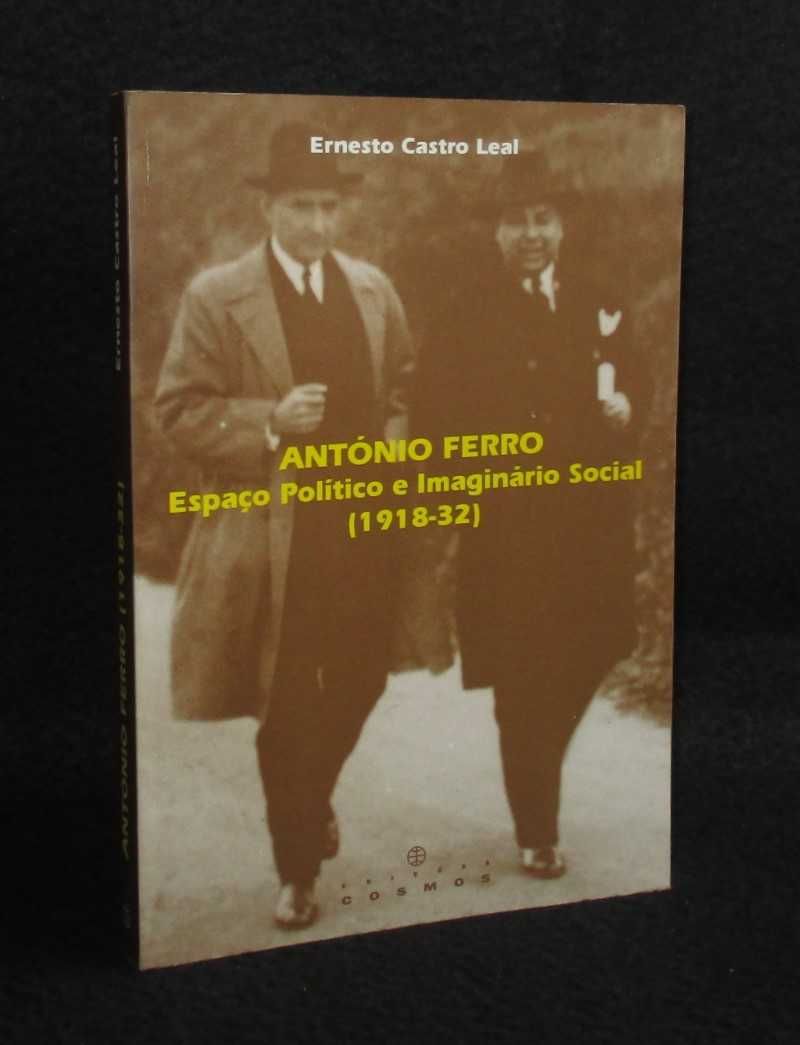 Ernesto Castro Leal
ANTÓNIO FERRO
Espaço Político e Imaginário Social
(1918-32)
EDIÇÕES
COSMOS
ANTÓNIO FERRO (1918-32) Ernesto Castro Leal